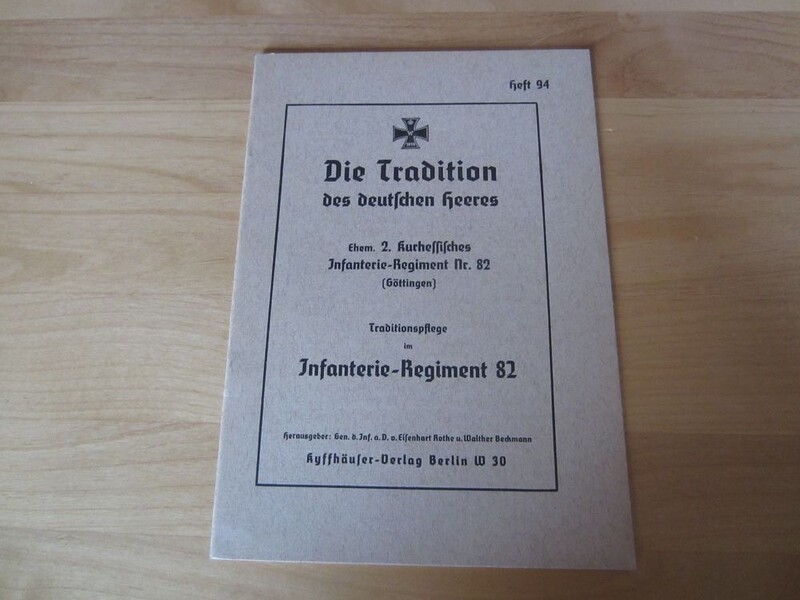 Heft 94
Die Tradition
des deutschen Heeres
Ehem. 2. Kurhessisches
Infanterie-Regiment Nr. 82
(Göttingen)
Traditionspflege
im
Infanterie-Regiment 82
Herausgeber: Gen. d. Inf. a. D. v. Eisenhart Rothe u. Walther Beckmann
Kyffhäuser-Verlag Berlin W 30